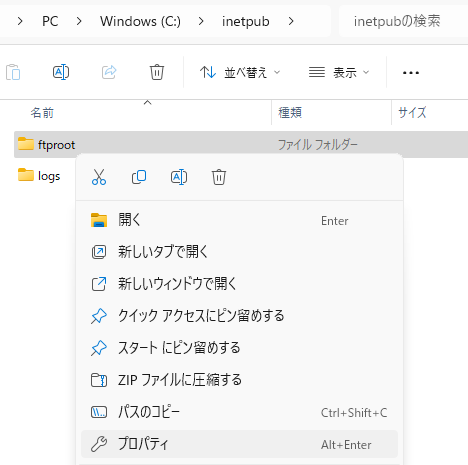 PC > Windows (C:) > inetpub > inetpubの検索
並べ替え 表示 ...
名前 種類 サイズ
ftproot ファイル フォルダー
logs
開く Enter
新しいタブで開く
新しいウィンドウで開く
クイック アクセスにピン留めする
スタート にピン留めする
ZIP ファイルに圧縮する
パスのコピー Ctrl+Shift+C
プロパティ Alt+Enter